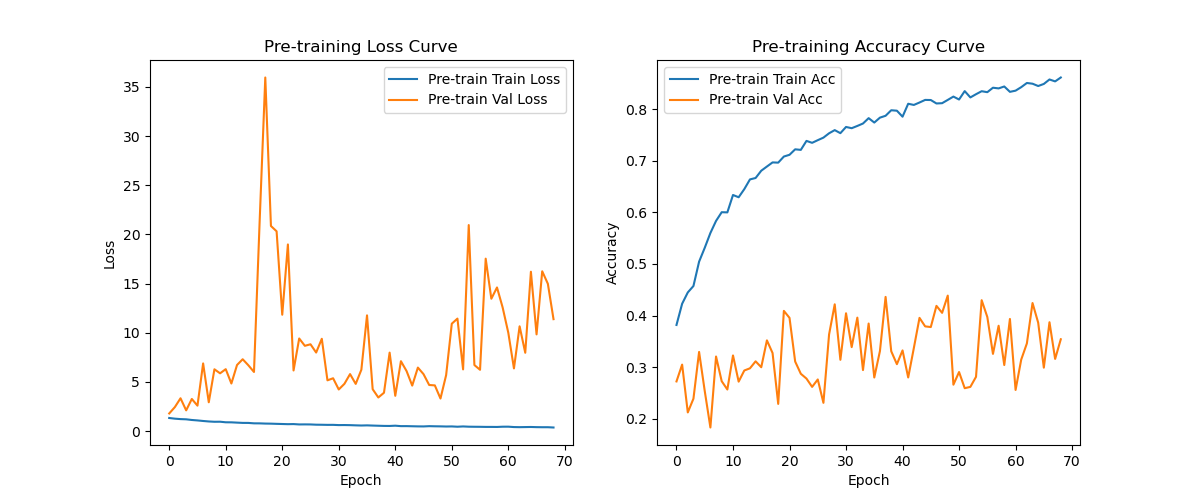 Pre-training Loss Curve
Pre-train Train Loss
Pre-train Val Loss
35
30
25
20
15
10
5
0
Loss
0 10 20 30 40 50 60 70
Epoch
Pre-training Accuracy Curve
Pre-train Train Acc
Pre-train Val Acc
0.8
0.7
0.6
0.5
0.4
0.3
0.2
Accuracy
0 10 20 30 40 50 60 70
Epoch